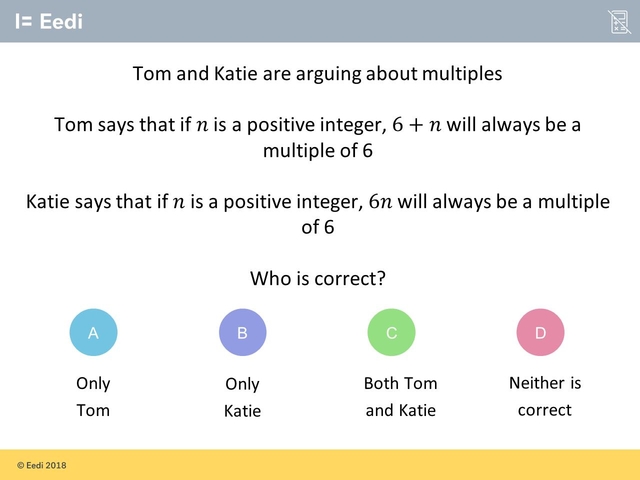 I= Eedi
Tom and Katie are arguing about multiples
Tom says that if n is a positive integer, 6 + n will always be a
multiple of 6
Katie says that if n is a positive integer, 6n will always be a multiple
of 6
Who is correct?
A B C D
Only Only Both Tom Neither is
Tom Katie and Katie correct
© Eedi 2018